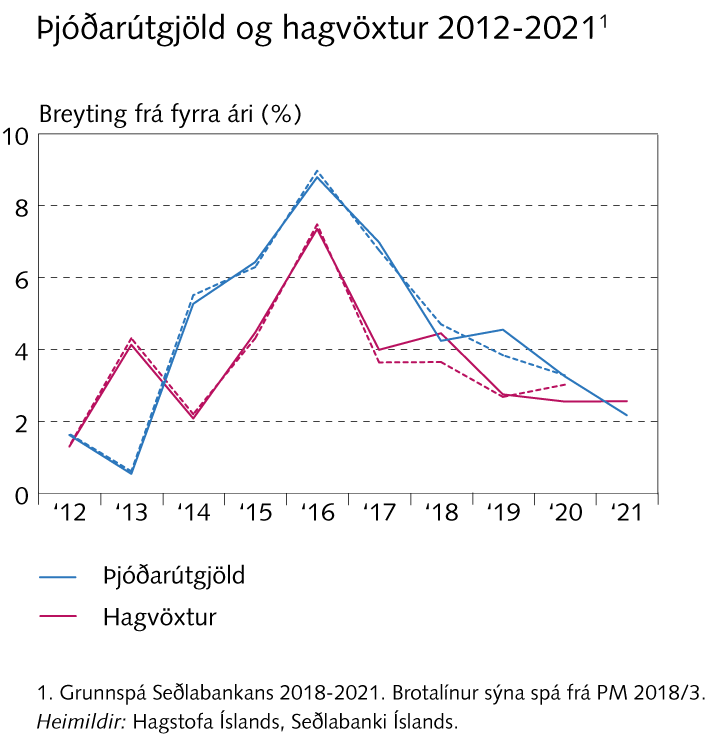 Þjóðarútgjöld og hagvöxtur 2012-2021¹
Breyting frá fyrra ári (%)
10
8
6
4
2
0
‘12 ‘13 ‘14 ‘15 ‘16 ‘17 ‘18 ‘19 ‘20 ‘21
Þjóðarútgjöld
Hagvöxtur
1. Grunnspá Seðlabankans 2018-2021. Brotalínur sýna spá frá PM 2018/3.
Heimildir: Hagstofa Íslands, Seðlabanki Íslands.